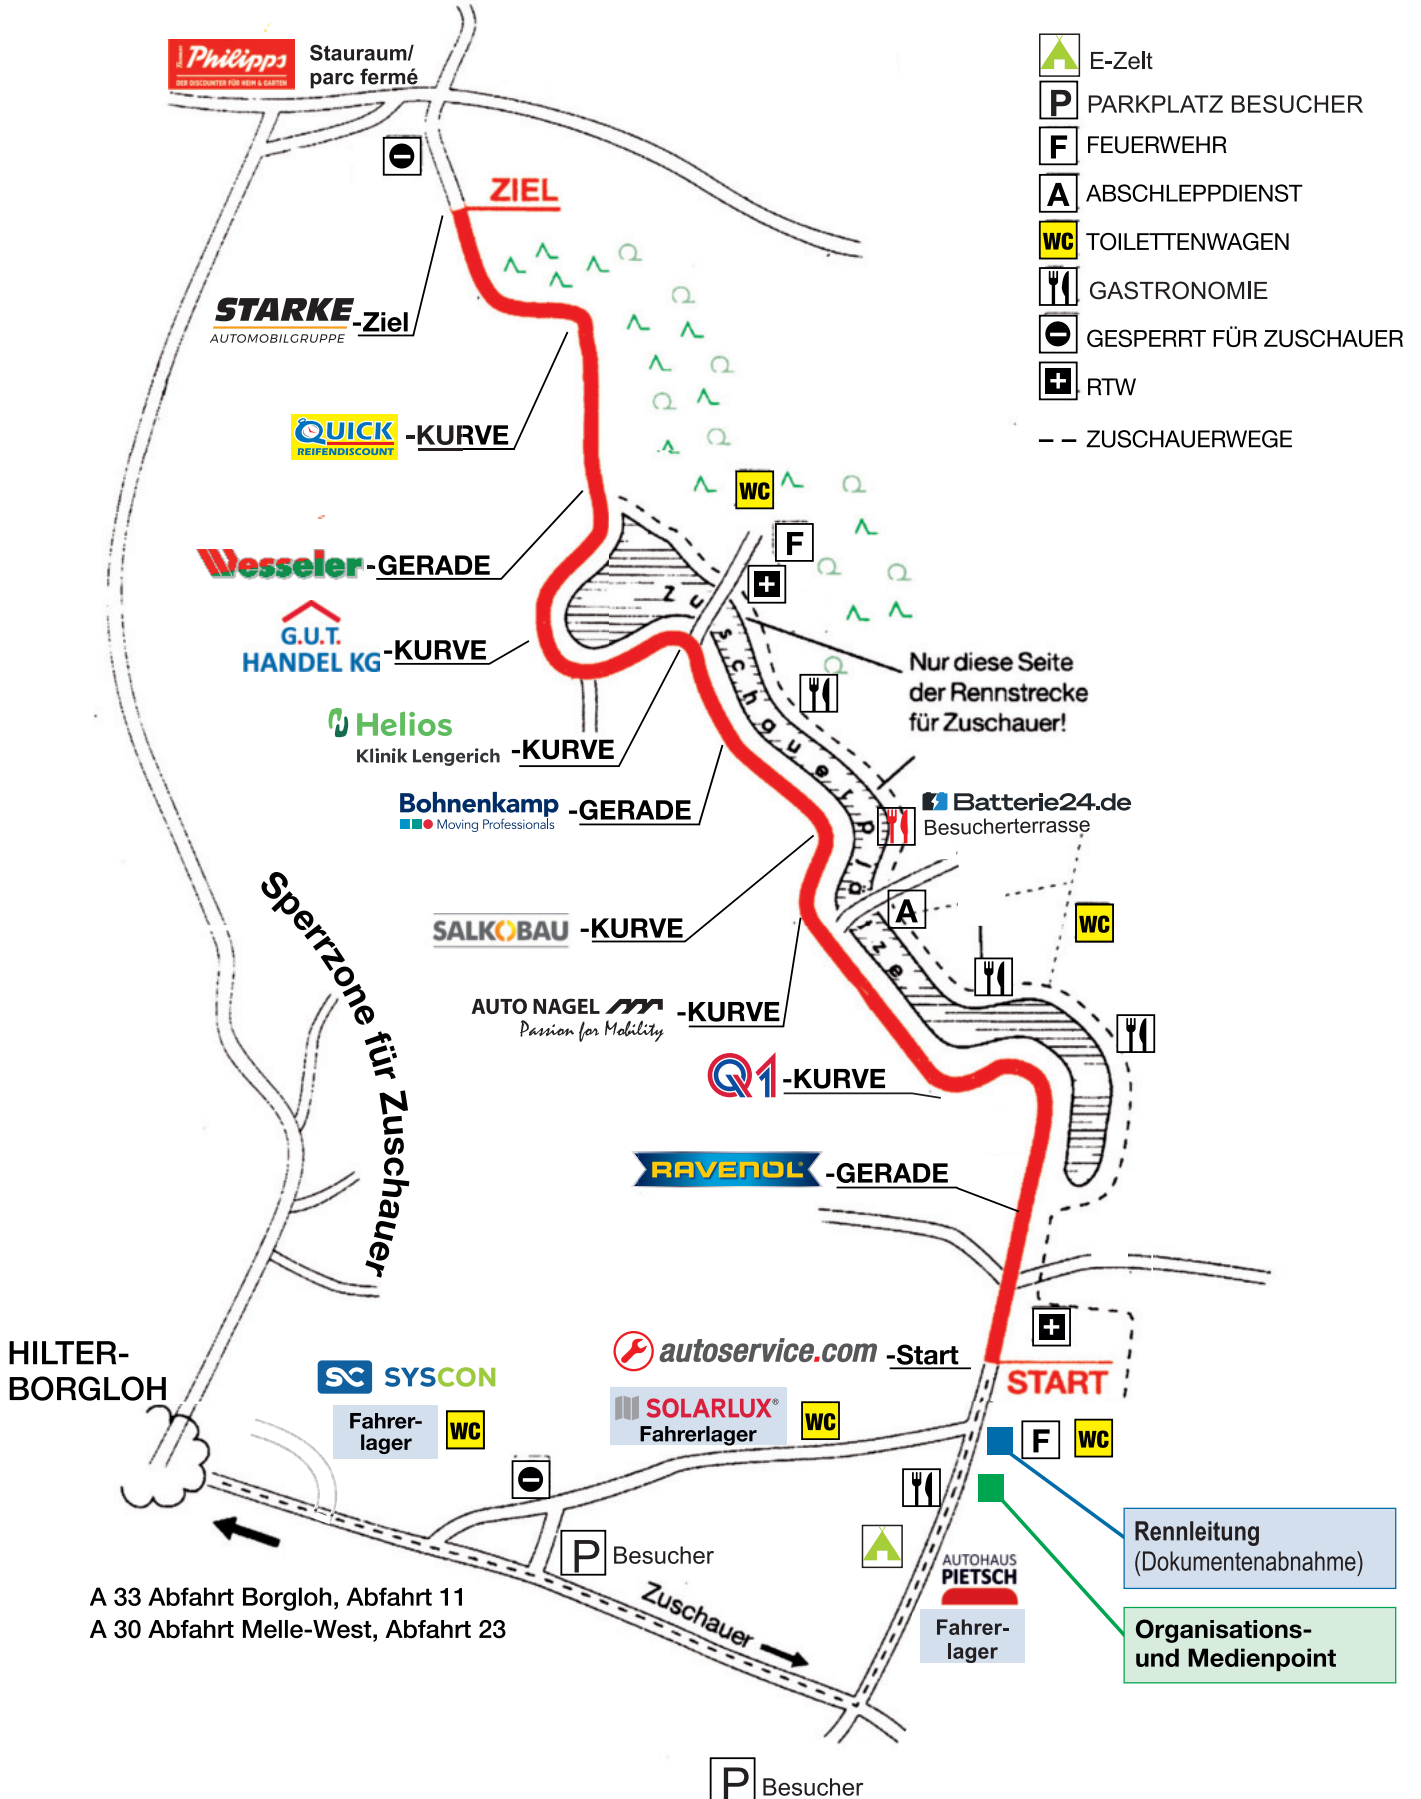 Thomas
Philipps
DER DISCOUNTER FÜR HEIM & GARTEN
Stauraum/
parc fermé
E-Zelt
P PARKPLATZ BESUCHER
F FEUERWEHR
A ABSCHLEPPDIENST
WC TOILETTENWAGEN
GASTRONOMIE
GESPERRT FÜR ZUSCHAUER
RTW
ZUSCHAUERWEGE
ZIEL
STARKE
AUTOMOBILGRUPPE
-Ziel
QUICK
REIFENDISCOUNT
-KURVE
WC
F
Wesseler
-GERADE
G.U.T.
HANDEL KG
-KURVE
Zuschauerplätze
Nur diese Seite
der Rennstrecke
für Zuschauer!
Helios
Klinik Lengerich
-KURVE
Bohnenkamp
Moving Professionals
-GERADE
Batterie24.de
Besucherterrasse
A
WC
SALKOBAU
-KURVE
AUTO NAGEL
Passion for Mobility
-KURVE
Sperrzone für Zuschauer
Q1
-KURVE
RAVENOL
-GERADE
HILTER-
BORGLOH
SC SYSCON
Fahrer-
lager
WC
autoservice.com
-Start
START
SOLARLUX®
Fahrerlager
WC
F
WC
P Besucher
Zuschauer
AUTOHAUS
PIETSCH
Fahrer-
lager
Rennleitung
(Dokumentenabnahme)
Organisations-
und Medienpoint
A 33 Abfahrt Borgloh, Abfahrt 11
A 30 Abfahrt Melle-West, Abfahrt 23
P Besucher